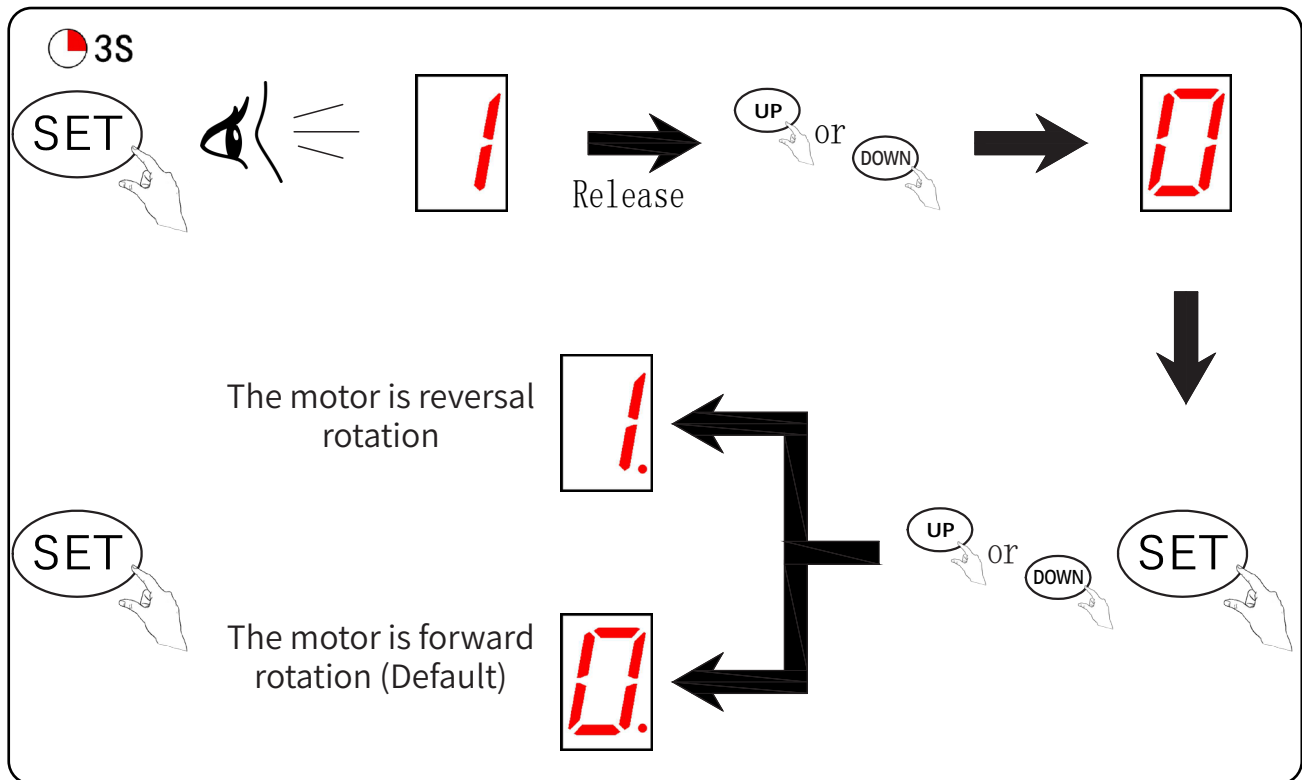 3S
SET
1
Release
UP
or
DOWN
0
The motor is reversal
rotation
1.
SET
UP
or
DOWN
SET
The motor is forward
rotation (Default)
0.